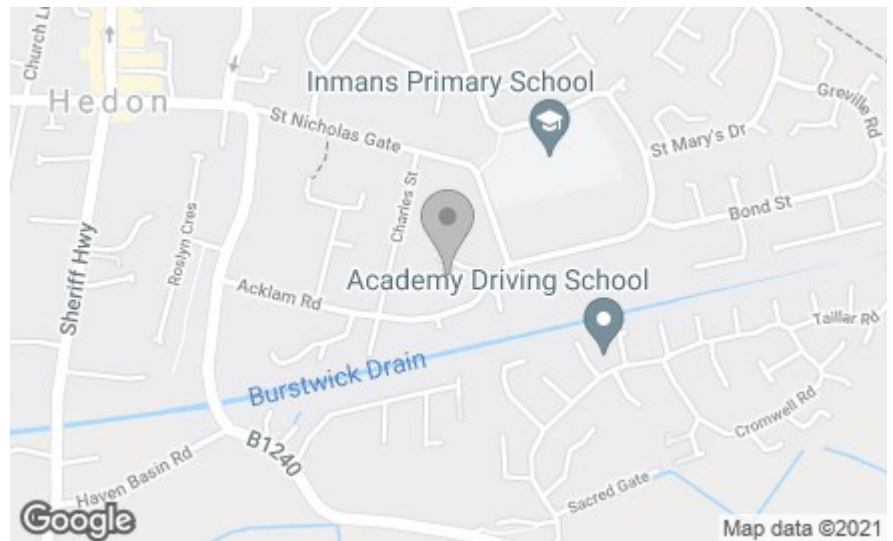 Church L
Inmans Primary School
Hedon
Greville Rd
St Nicholas Gate
St Mary's Dr
Charles St
Bond St
Roslyn Cres
Sheriff Hwy
Academy Driving School
Acklam Rd
Taillar Rd
Burstwick Drain
Cromwell Rd
B1240
Haven Basin Rd
Sacred Gate
Google
Map data ©2021